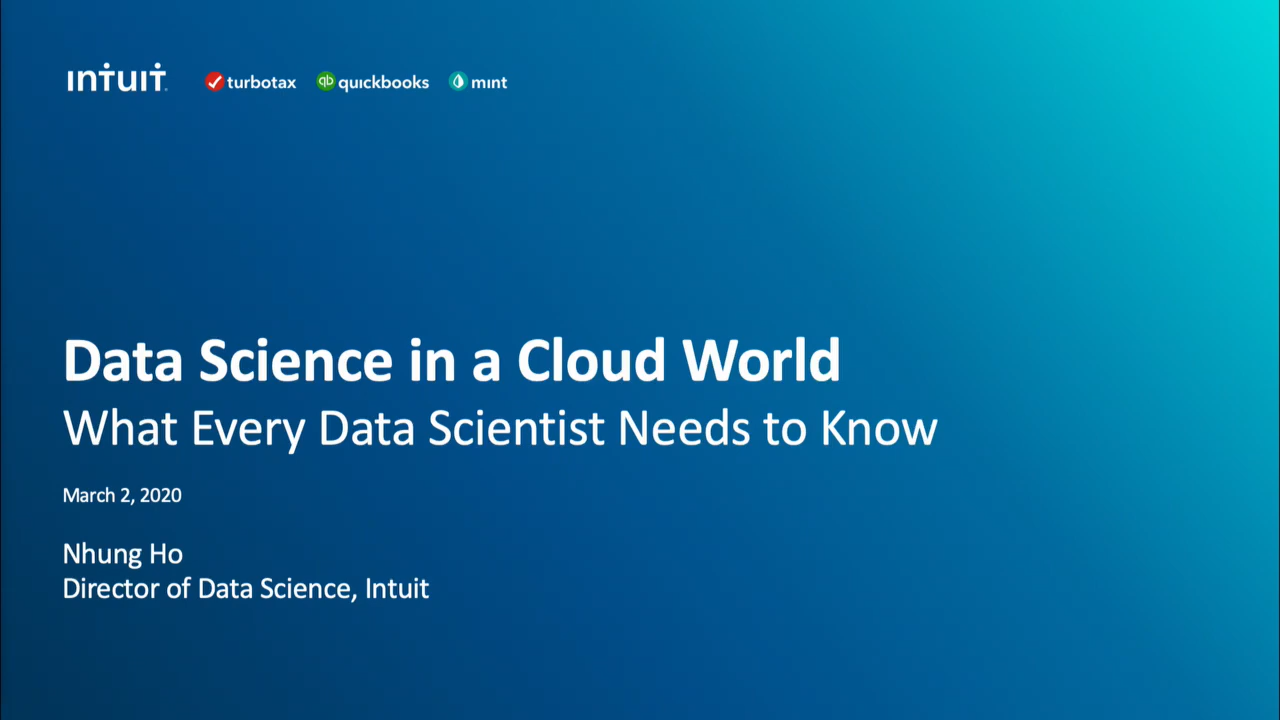 intuit turbotax quickbooks mint
Data Science in a Cloud World
What Every Data Scientist Needs to Know
March 2, 2020
Nhung Ho
Director of Data Science, Intuit